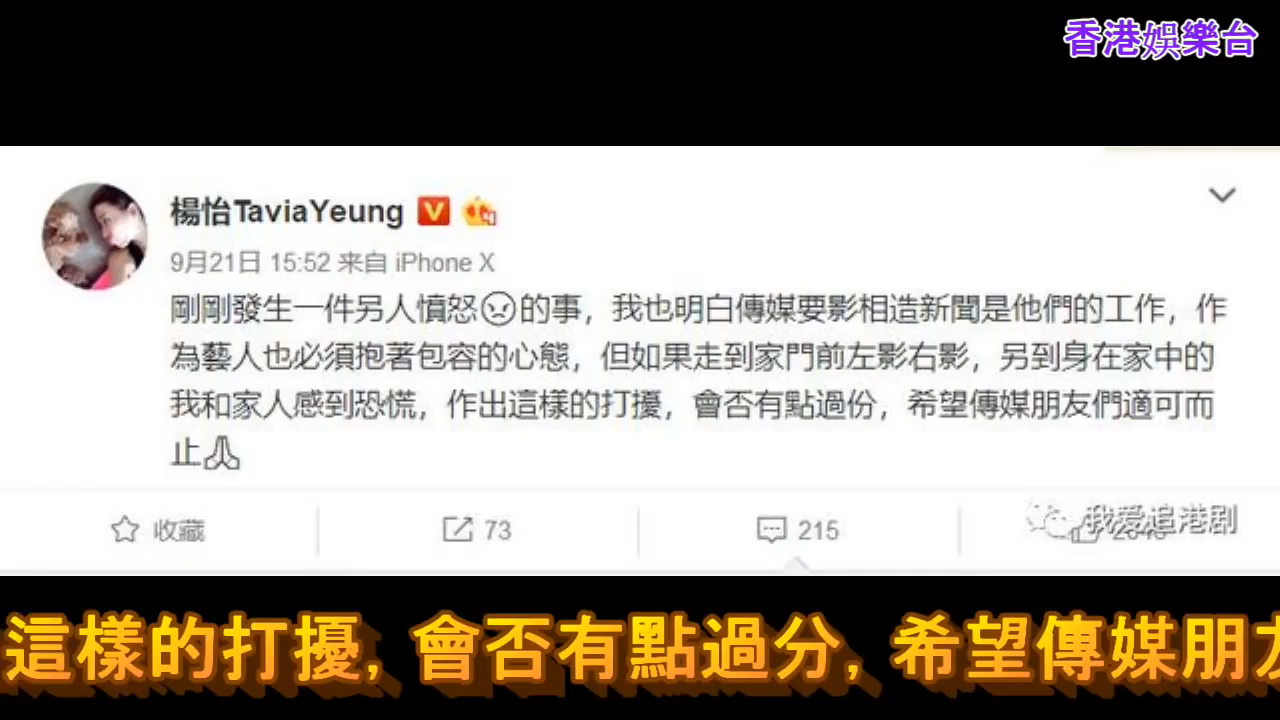 香港娛樂台
楊怡TaviaYeung
9月21日 15:52 来自 iPhone X
剛剛發生一件另人憤怒😡的事，我也明白傳媒要影相造新聞是他們的工作，作
為藝人也必須抱著包容的心態，但如果走到家門前左影右影，另到身在家中的
我和家人感到恐慌，作出這樣的打擾，會否有點過份，希望傳媒朋友們適可而
止🙏
收藏
73
215
我爱追港剧
這樣的打擾，會否有點過分，希望傳媒朋